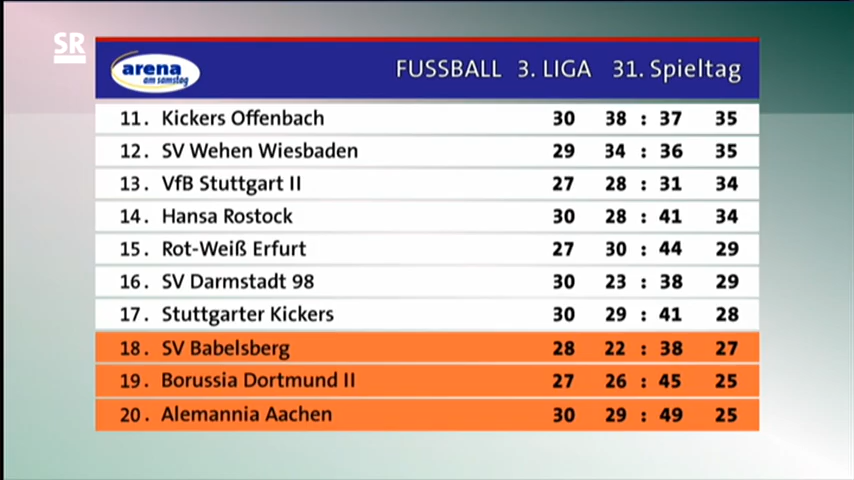 SR
arena
am samstag
FUSSBALL 3. LIGA 31. Spieltag
11. Kickers Offenbach 30 38 : 37 35
12. SV Wehen Wiesbaden 29 34 : 36 35
13. VfB Stuttgart II 27 28 : 31 34
14. Hansa Rostock 30 28 : 41 34
15. Rot-Weiß Erfurt 27 30 : 44 29
16. SV Darmstadt 98 30 23 : 38 29
17. Stuttgarter Kickers 30 29 : 41 28
18. SV Babelsberg 28 22 : 38 27
19. Borussia Dortmund II 27 26 : 45 25
20. Alemannia Aachen 30 29 : 49 25